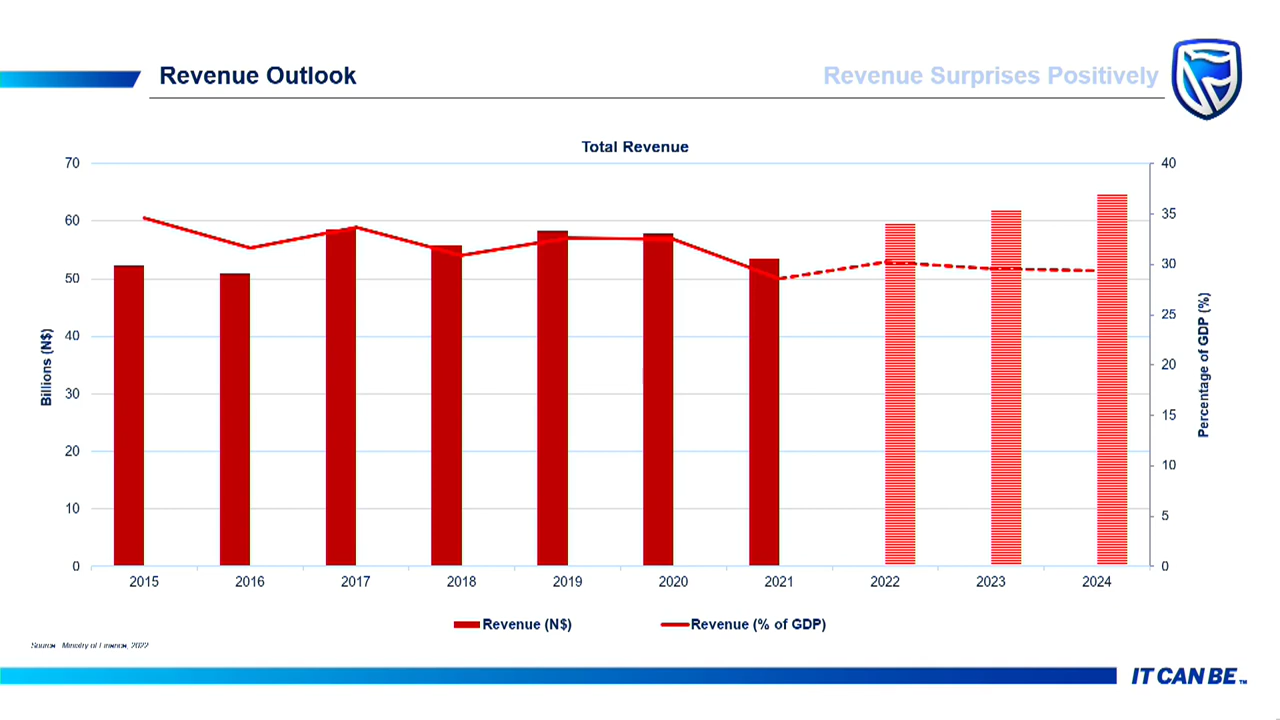 Revenue Outlook
Revenue Surprises Positively
Total Revenue
70
60
50
40
30
20
10
0
Billions (N$)
40
35
30
25
20
15
10
5
0
Percentage of GDP (%)
2015 2016 2017 2018 2019 2020 2021 2022 2023 2024
Revenue (N$) Revenue (% of GDP)
Source: Ministry of Finance, 2022
IT CAN BE ™